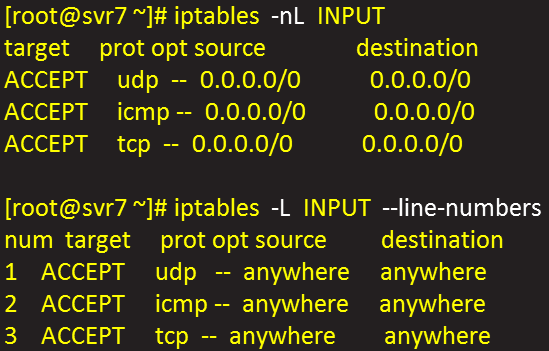 [root@svr7 ~]# iptables -nL INPUT
target prot opt source destination
ACCEPT udp -- 0.0.0.0/0 0.0.0.0/0
ACCEPT icmp -- 0.0.0.0/0 0.0.0.0/0
ACCEPT tcp -- 0.0.0.0/0 0.0.0.0/0
[root@svr7 ~]# iptables -L INPUT --line-numbers
num target prot opt source destination
1 ACCEPT udp -- anywhere anywhere
2 ACCEPT icmp -- anywhere anywhere
3 ACCEPT tcp -- anywhere anywhere